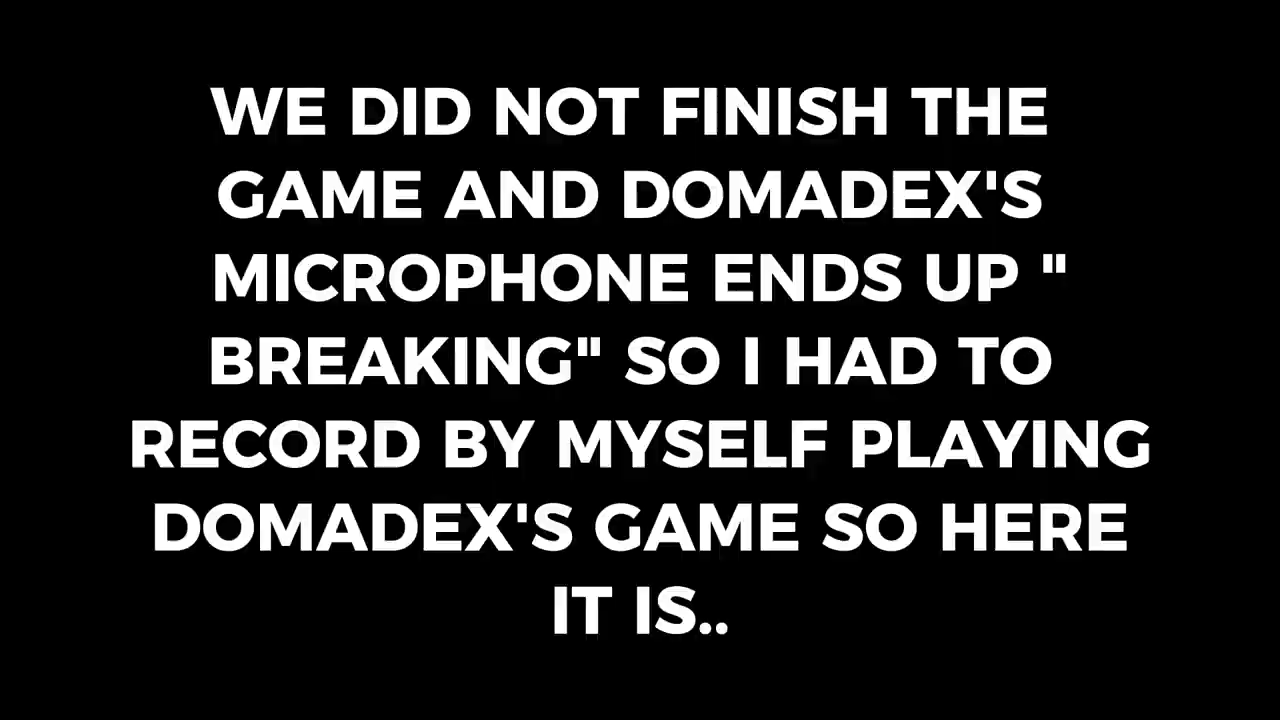 WE DID NOT FINISH THE
GAME AND DOMADEX'S
MICROPHONE ENDS UP "
BREAKING" SO I HAD TO
RECORD BY MYSELF PLAYING
DOMADEX'S GAME SO HERE
IT IS..